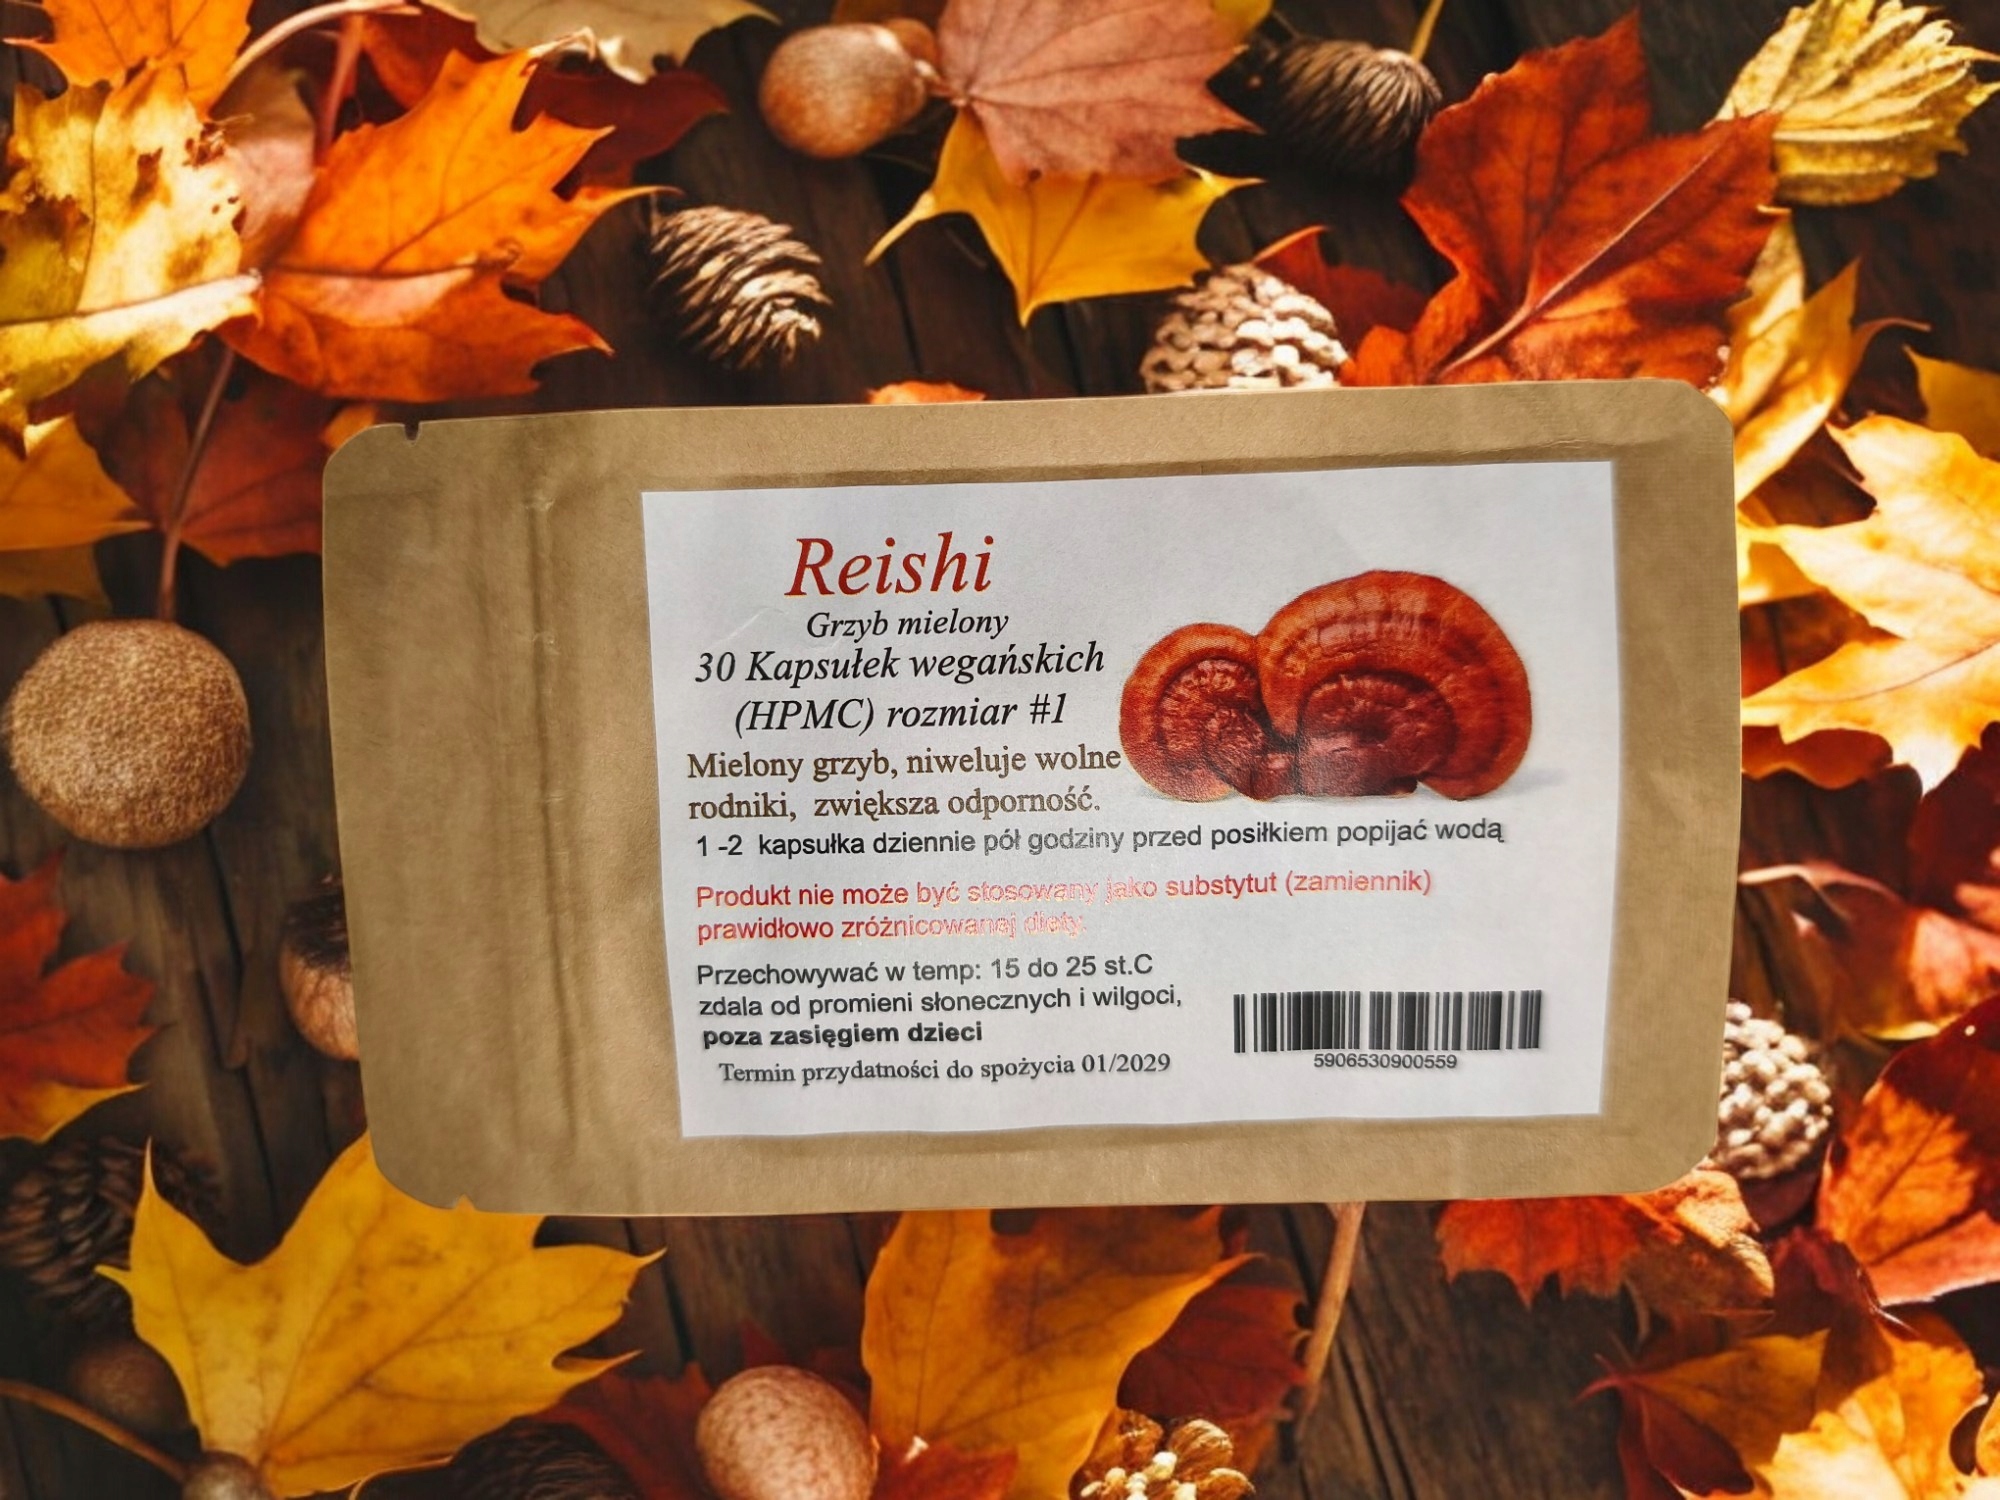 Reishi
Grzyb mielony
30 Kapsułek wegańskich
(HPMC) rozmiar #1
Mielony grzyb, niweluje wolne
rodniki, zwiększa odporność.
1 -2 kapsułka dziennie pół godziny przed posiłkiem popijać wodą
Produkt nie może być stosowany jako substytut (zamiennik)
prawidłowo zróżnicowanej diety.
Przechowywać w temp: 15 do 25 st.C
zdala od promieni słonecznych i wilgoci,
poza zasięgiem dzieci
Termin przydatności do spożycia 01/2029
5906530900559